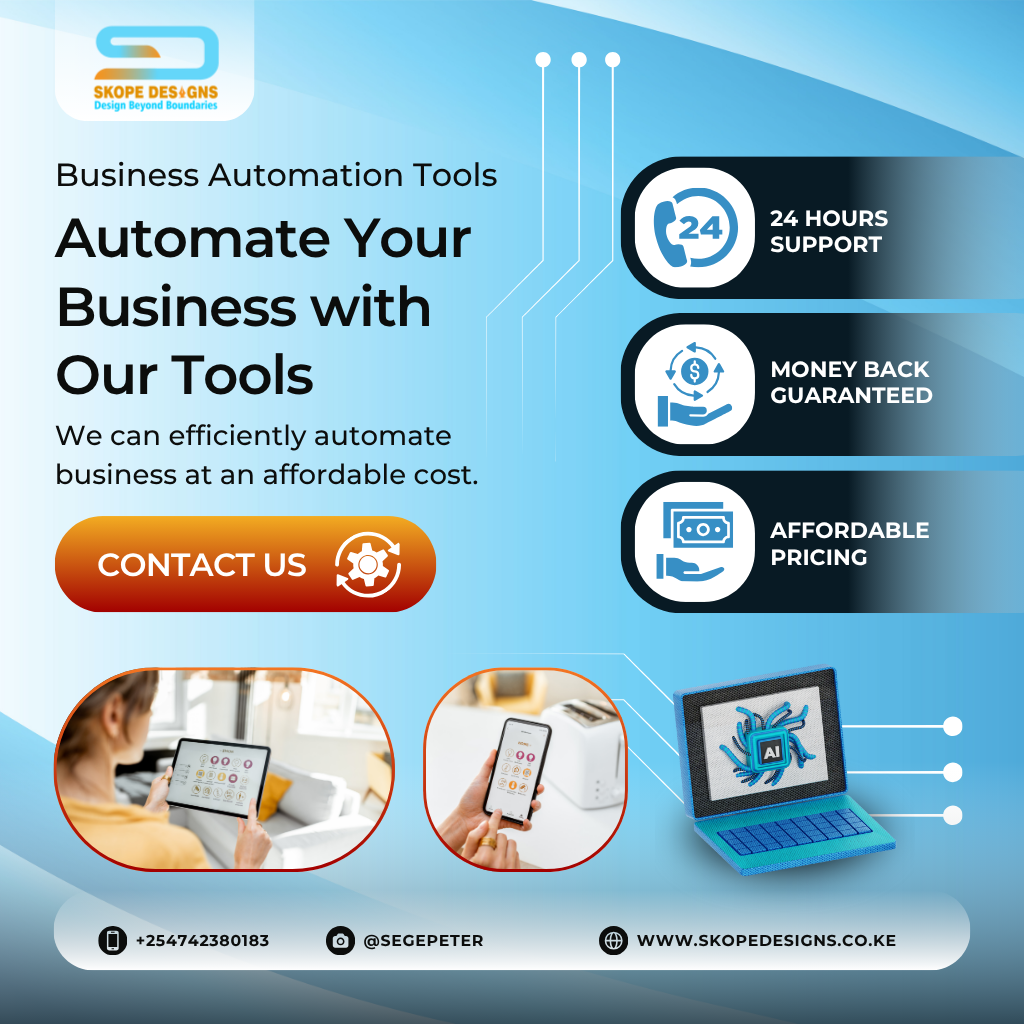 SKOPE DESIGNS
Design Beyond Boundaries
Business Automation Tools
Automate Your
Business with
Our Tools
We can efficiently automate
business at an affordable cost.
CONTACT US
24
24 HOURS
SUPPORT
$
MONEY BACK
GUARANTEED
AFFORDABLE
PRICING
AI
+254742380183
@SEGEPETER
WWW.SKOPEDESIGNS.CO.KE